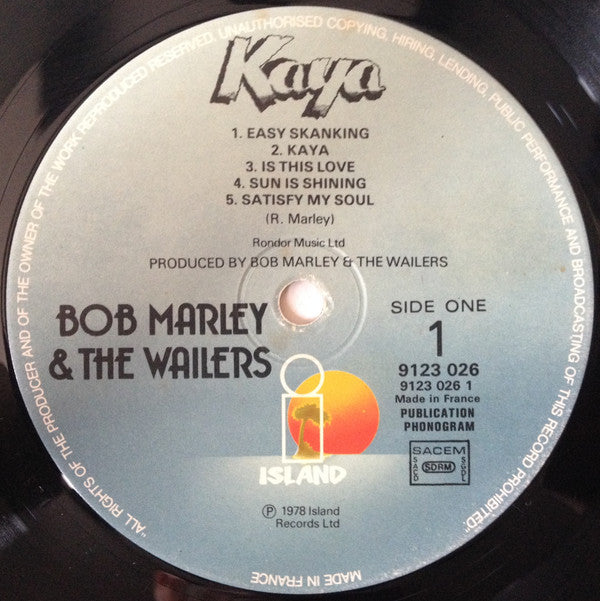 Kaya
1. EASY SKANKING
2. KAYA
3. IS THIS LOVE
4. SUN IS SHINING
5. SATISFY MY SOUL
(R. Marley)
Rondor Music Ltd
PRODUCED BY BOB MARLEY & THE WAILERS
BOB MARLEY
& THE WAILERS
SIDE ONE
1
9123 026
9123 026 1
Made in France
PUBLICATION
PHONOGRAM
SACEM
SACD
SDRM
SGDL
i
ISLAND
℗ 1978 Island
Records Ltd
"ALL RIGHTS OF THE PRODUCER AND OF THE OWNER OF THE WORK REPRODUCED RESERVED. UNAUTHORISED COPYING, HIRING, LENDING, PUBLIC PERFORMANCE AND BROADCASTING OF THIS RECORD PROHIBITED"
MADE IN FRANCE